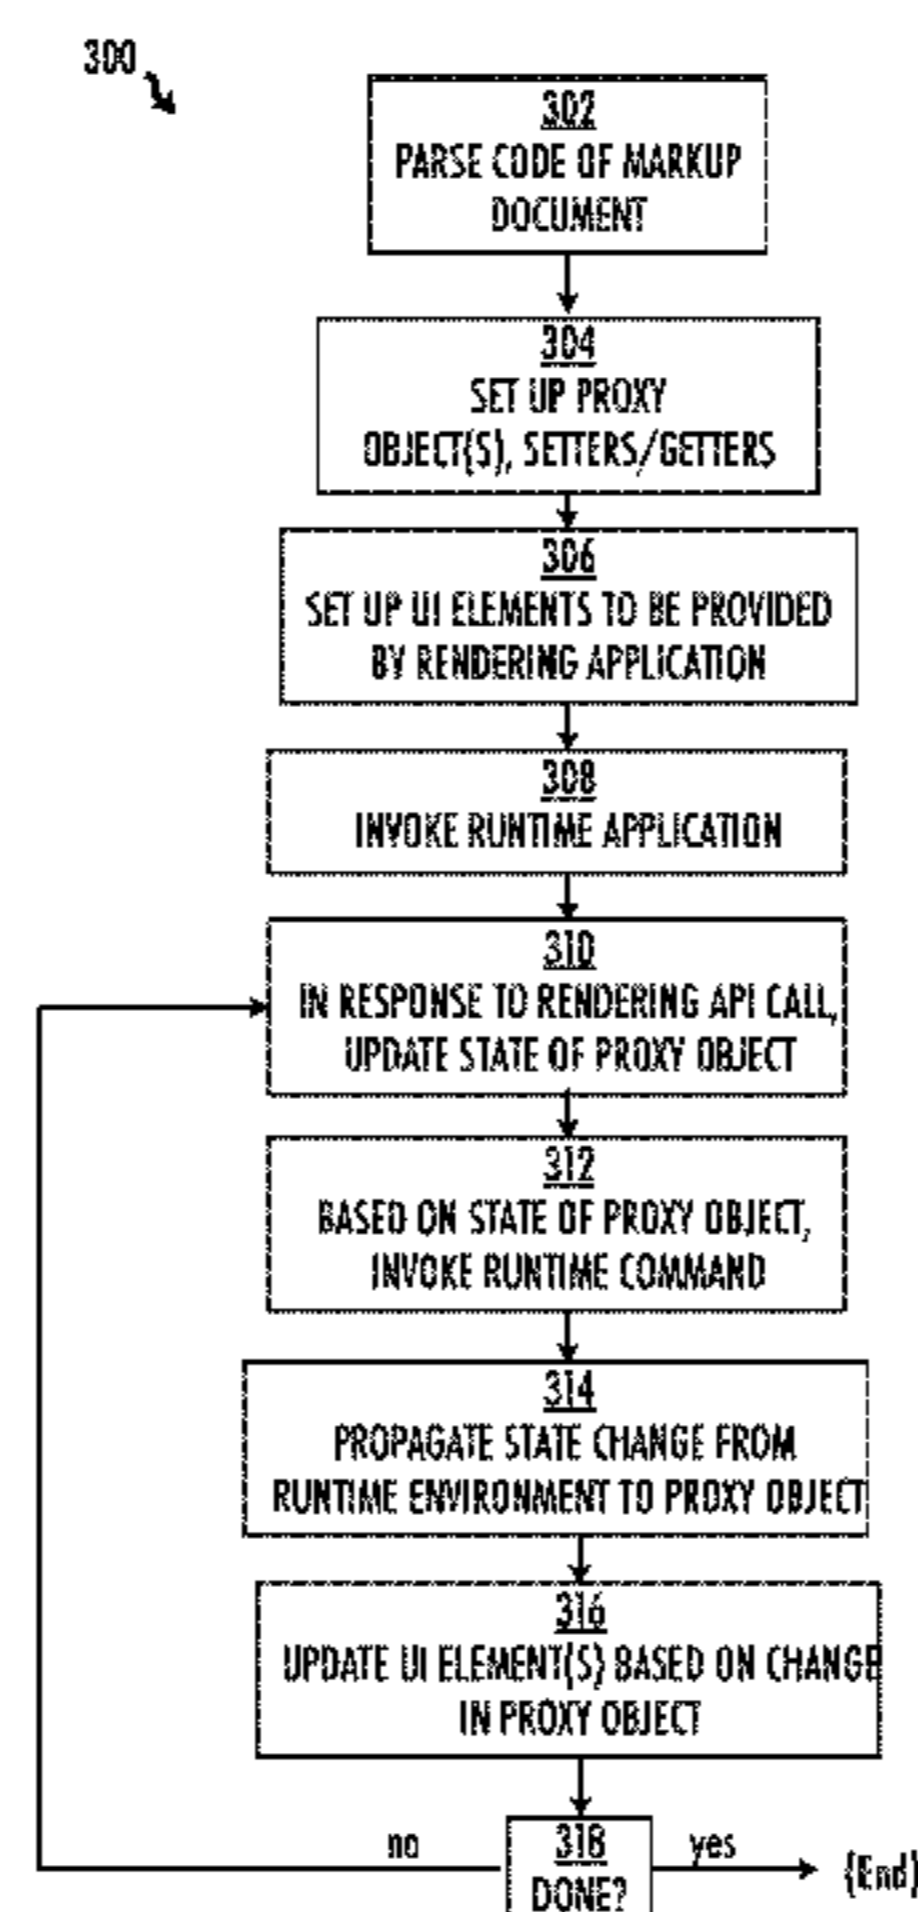 300
302
PARSE CODE OF MARKUP
DOCUMENT
304
SET UP PROXY
OBJECT(S), SETTERS/GETTERS
306
SET UP UI ELEMENTS TO BE PROVIDED
BY RENDERING APPLICATION
308
INVOKE RUNTIME APPLICATION
310
IN RESPONSE TO RENDERING API CALL,
UPDATE STATE OF PROXY OBJECT
312
BASED ON STATE OF PROXY OBJECT,
INVOKE RUNTIME COMMAND
314
PROPAGATE STATE CHANGE FROM
RUNTIME ENVIRONMENT TO PROXY OBJECT
316
UPDATE UI ELEMENT(S) BASED ON CHANGE
IN PROXY OBJECT
no
318
DONE?
yes
(End)